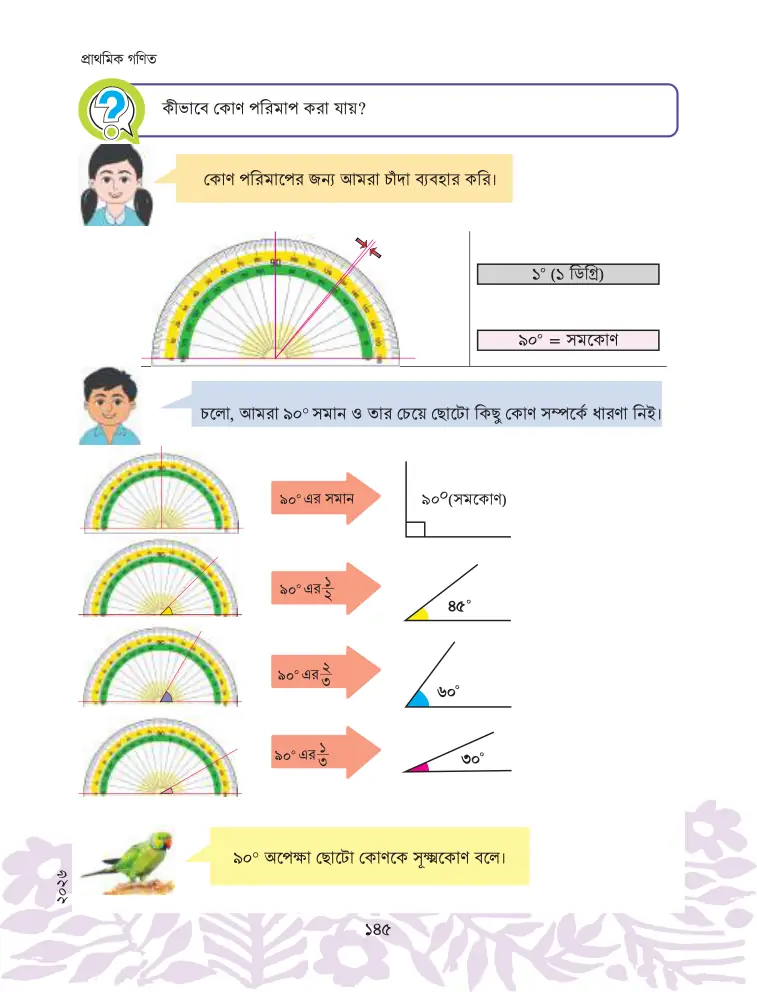 প্রাথমিক গণিত
কীভাবে কোণ পরিমাপ করা যায়?
কোণ পরিমাপের জন্য আমরা চাঁদা ব্যবহার করি।
১° (১ ডিগ্রি)
৯০° = সমকোণ
চলো, আমরা ৯০° সমান ও তার চেয়ে ছোটো কিছু কোণ সম্পর্কে ধারণা নিই।
৯০° এর সমান
৯০°(সমকোণ)
৯০° এর ১/২
৪৫°
৯০° এর ২/৩
৬০°
৯০° এর ১/৩
৩০°
৯০° অপেক্ষা ছোটো কোণকে সূক্ষ্মকোণ বলে।
২০২৬
১৪৫